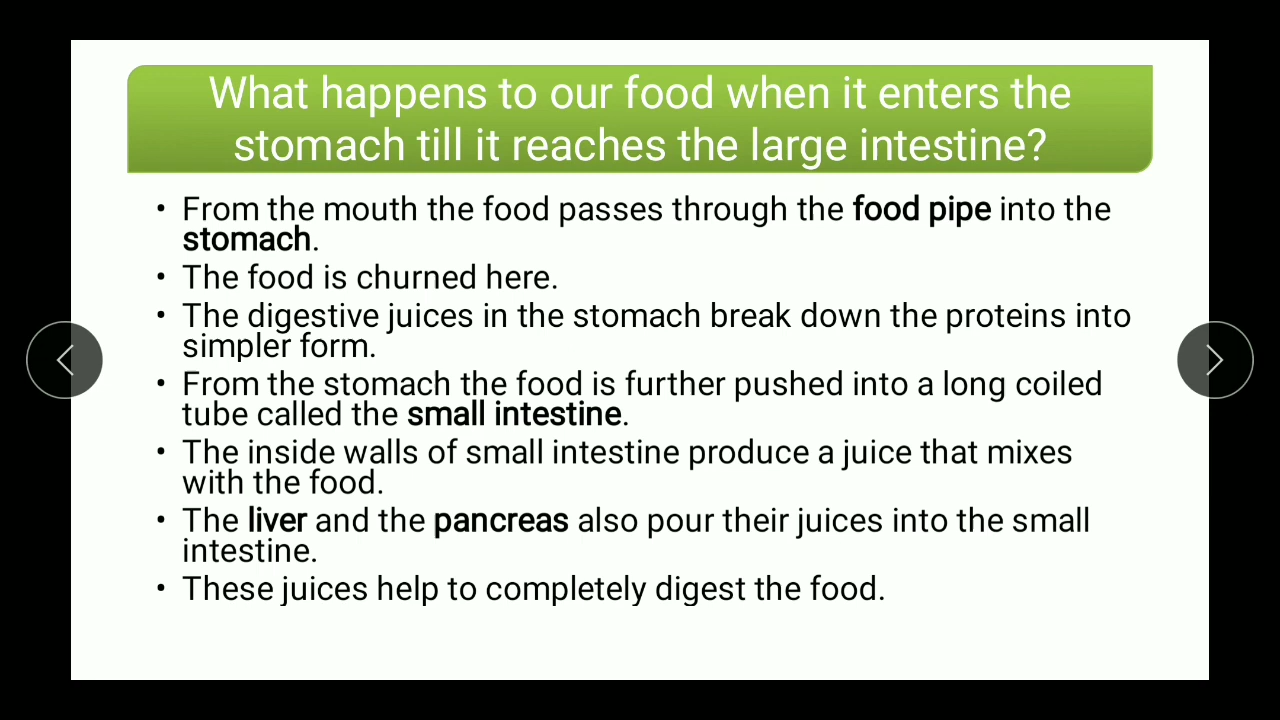 What happens to our food when it enters the
stomach till it reaches the large intestine?
• From the mouth the food passes through the food pipe into the
stomach.
• The food is churned here.
• The digestive juices in the stomach break down the proteins into
simpler form.
• From the stomach the food is further pushed into a long coiled
tube called the small intestine.
• The inside walls of small intestine produce a juice that mixes
with the food.
• The liver and the pancreas also pour their juices into the small
intestine.
• These juices help to completely digest the food.